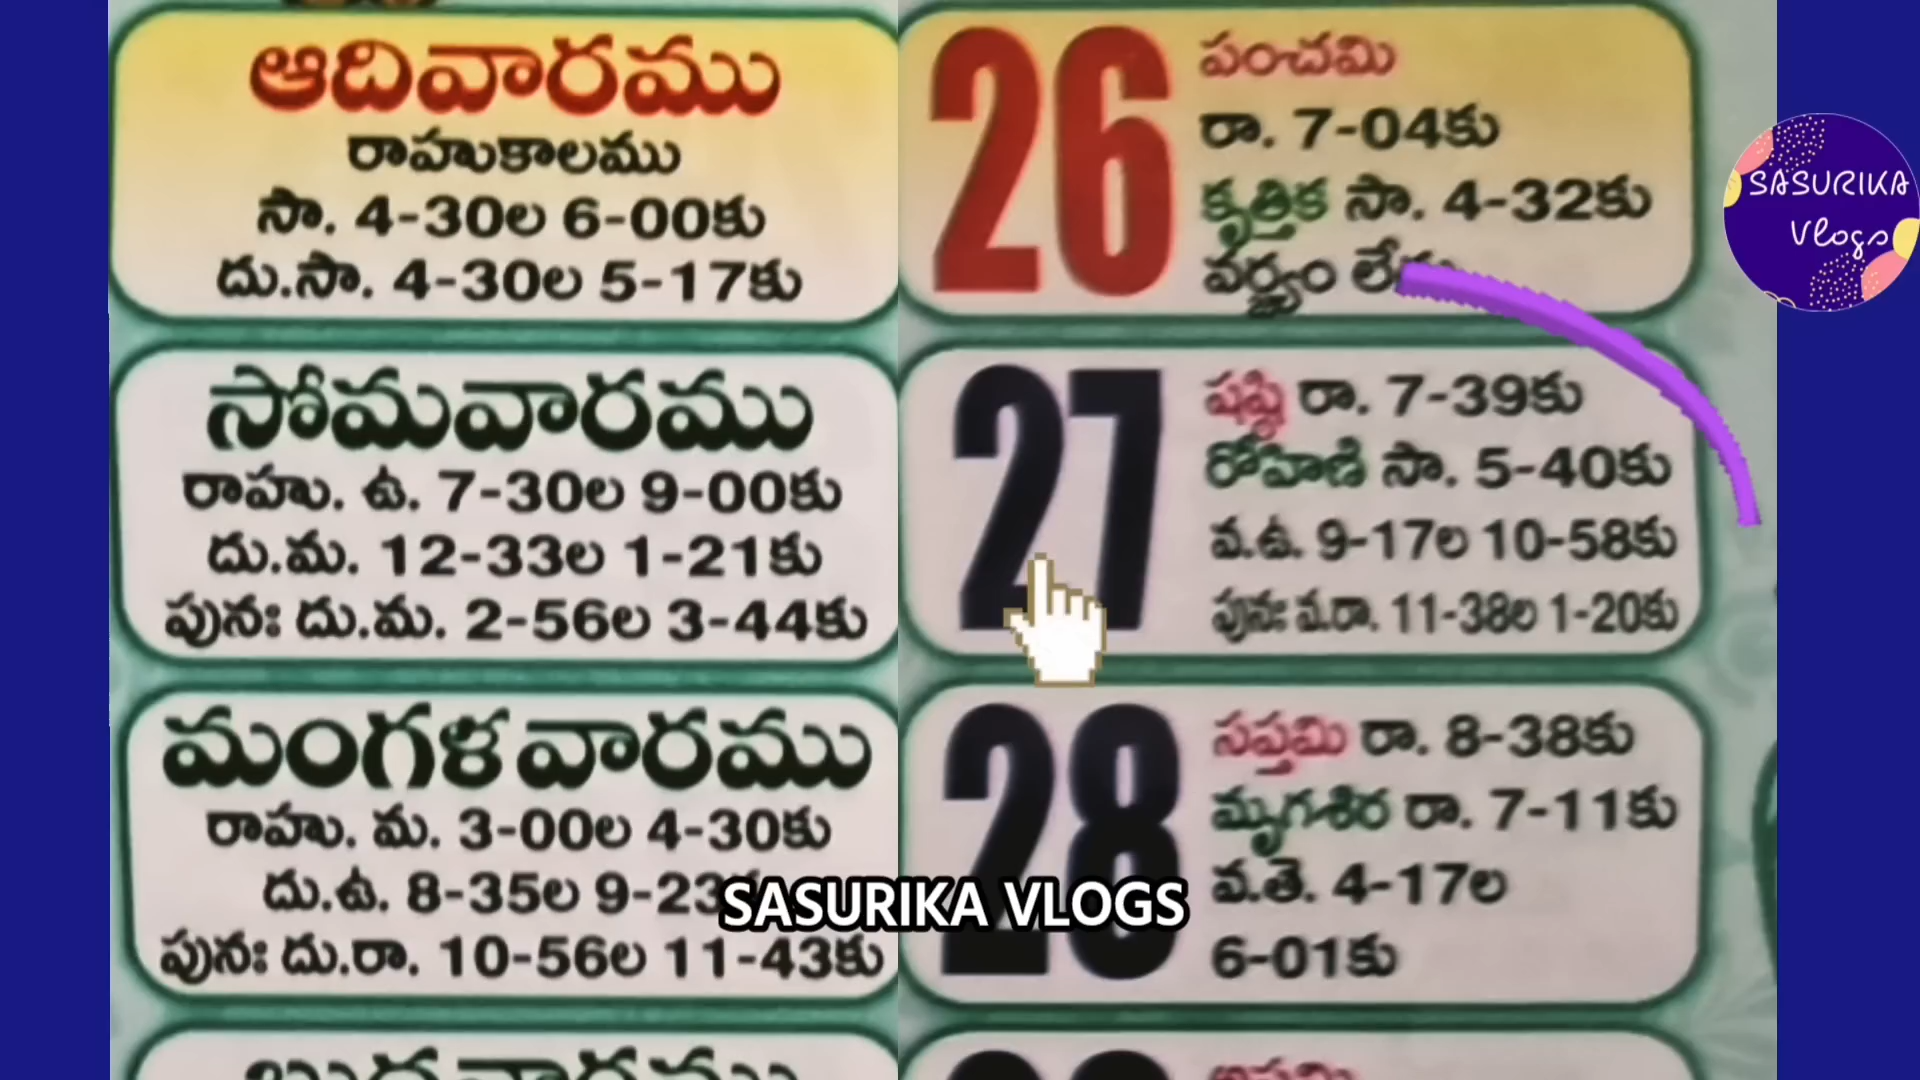 ఆదివారము
రాహుకాలము
సా. 4-30ల 6-00కు
దు.సా. 4-30ల 5-17కు
26
పంచమి
రా. 7-04కు
కృత్తిక సా. 4-32కు
వర్జ్యం
SASURIKA
Vlogs
సోమవారము
రాహు. ఉ. 7-30ల 9-00కు
దు.మ. 12-33ల 1-21కు
పునః దు.మ. 2-56ల 3-44కు
27
షష్ఠి రా. 7-39కు
రోహిణి సా. 5-40కు
వ.ఉ. 9-17ల 10-58కు
పునః వ.రా. 11-38ల 1-20కు
మంగళవారము
రాహు. మ. 3-00ల 4-30కు
దు.ఉ. 8-35ల 9-23
పునః దు.రా. 10-56ల 11-43కు
28
సప్తమి రా. 8-38కు
మృగశిర రా. 7-11కు
వ.తె. 4-17ల
6-01కు
SASURIKA VLOGS